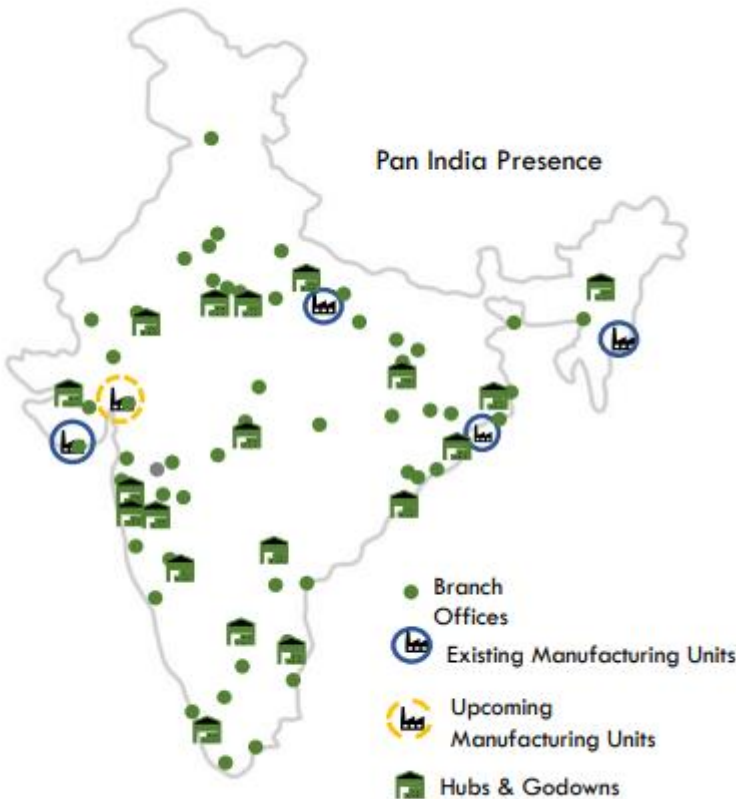 Pan India Presence
Branch
Offices
Existing Manufacturing Units
Upcoming
Manufacturing Units
Hubs & Godowns